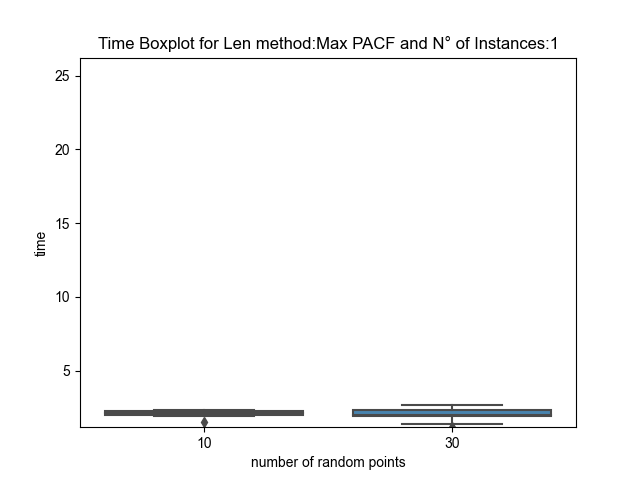 Time Boxplot for Len method:Max PACF and N° of Instances:1
25
20
15
10
5
time
10
30
number of random points